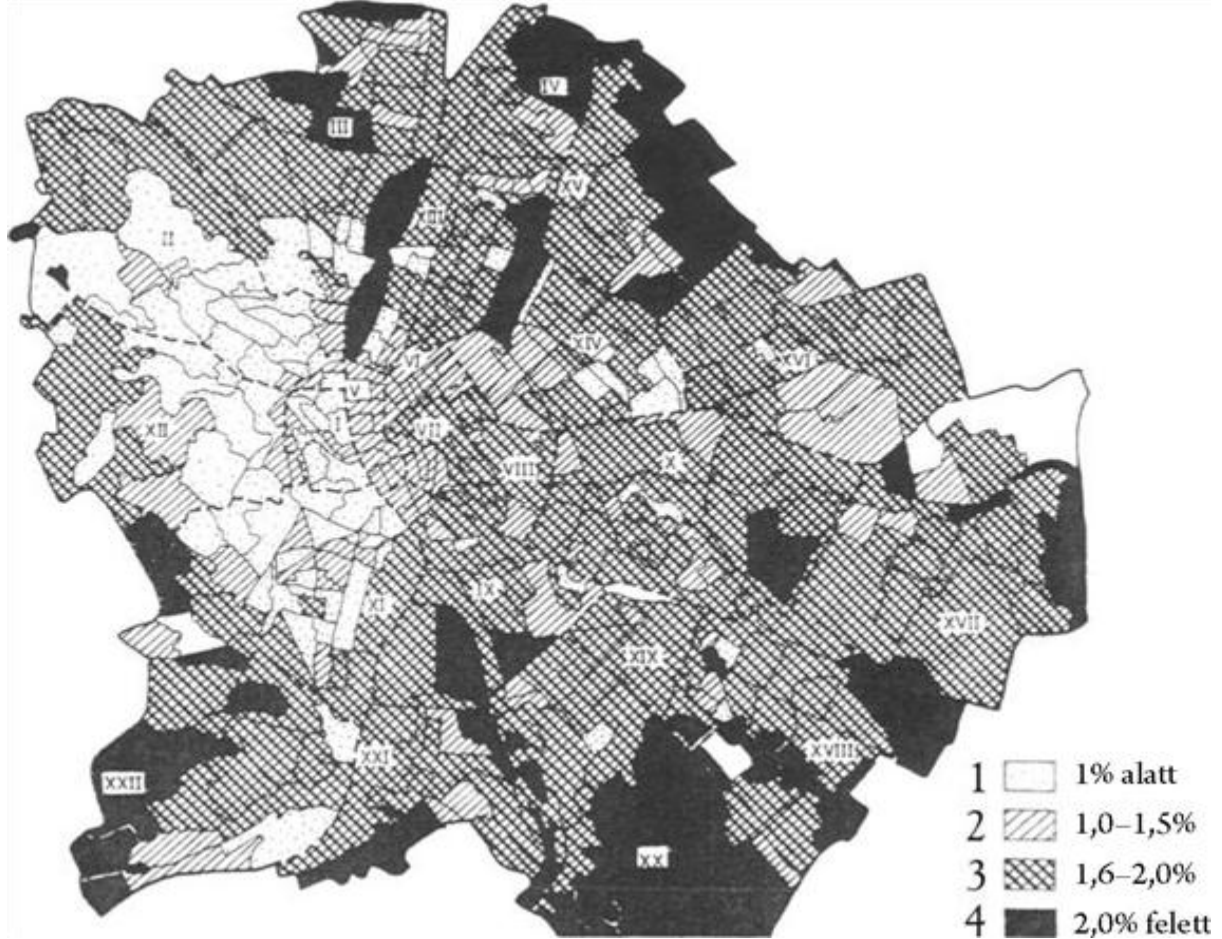 IV
III
XV
XIII
II
XIV
VI
XVI
V
XII
I
VII
VIII
X
IX
XI
XVII
XIX
XVIII
XXI
XXII
XX
1 1% alatt
2 1,0–1,5%
3 1,6–2,0%
4 2,0% felett